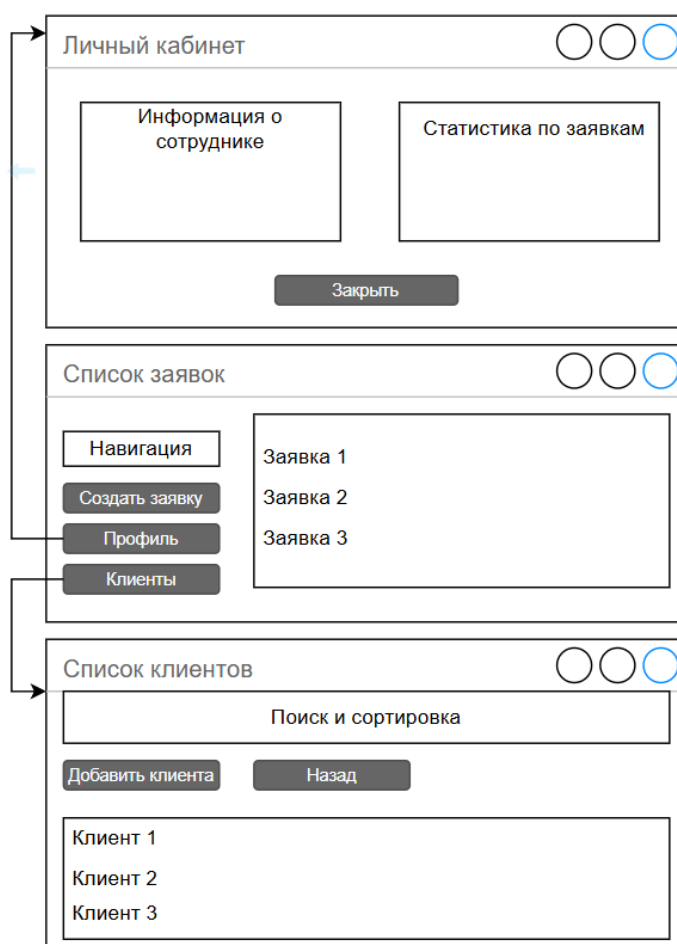 Личный кабинет
Информация о
сотруднике
Статистика по заявкам
Закрыть
Список заявок
Навигация
Создать заявку
Профиль
Клиенты
Заявка 1
Заявка 2
Заявка 3
Список клиентов
Поиск и сортировка
Добавить клиента
Назад
Клиент 1
Клиент 2
Клиент 3